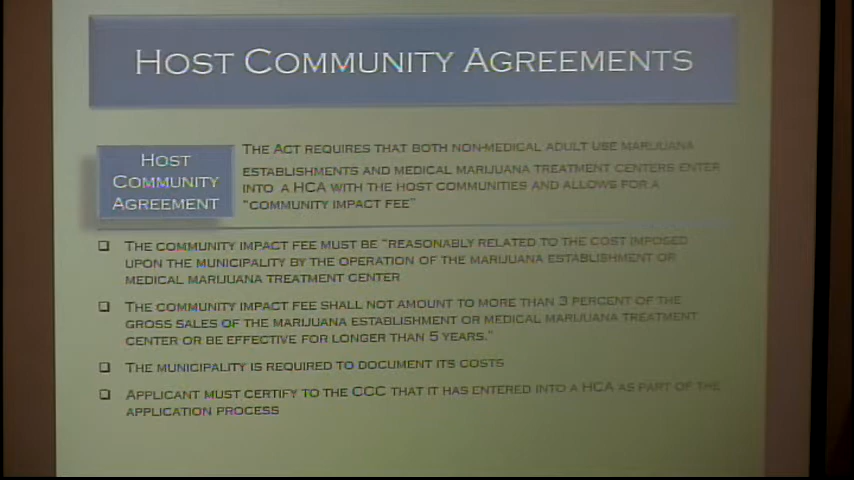 HOST COMMUNITY AGREEMENTS
HOST
COMMUNITY
AGREEMENT
THE ACT REQUIRES THAT BOTH NON-MEDICAL ADULT USE MARIJUANA
ESTABLISHMENTS AND MEDICAL MARIJUANA TREATMENT CENTERS ENTER
INTO A HCA WITH THE HOST COMMUNITIES AND ALLOWS FOR A
"COMMUNITY IMPACT FEE"
THE COMMUNITY IMPACT FEE MUST BE "REASONABLY RELATED TO THE COST IMPOSED
UPON THE MUNICIPALITY BY THE OPERATION OF THE MARIJUANA ESTABLISHMENT OR
MEDICAL MARIJUANA TREATMENT CENTER
THE COMMUNITY IMPACT FEE SHALL NOT AMOUNT TO MORE THAN 3 PERCENT OF THE
GROSS SALES OF THE MARIJUANA ESTABLISHMENT OR MEDICAL MARIJUANA TREATMENT
CENTER OR BE EFFECTIVE FOR LONGER THAN 5 YEARS."
THE MUNICIPALITY IS REQUIRED TO DOCUMENT ITS COSTS
APPLICANT MUST CERTIFY TO THE CCC THAT IT HAS ENTERED INTO A HCA AS PART OF THE
APPLICATION PROCESS